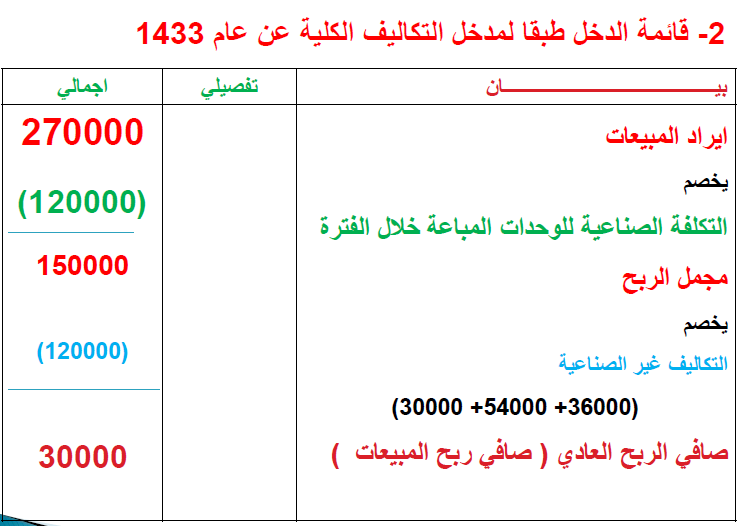 2- قائمة الدخل طبقا لمدخل التكاليف الكلية عن عام 1433
بيـــــــــــــــــــــــان تفصيلي اجمالي
ايراد المبيعات 270000
يخصم
التكلفة الصناعية للوحدات المباعة خلال الفترة (120000)
مجمل الربح 150000
يخصم
التكاليف غير الصناعية (120000)
(36000+ 54000+ 30000)
صافي الربح العادي ( صافي ربح المبيعات ) 30000